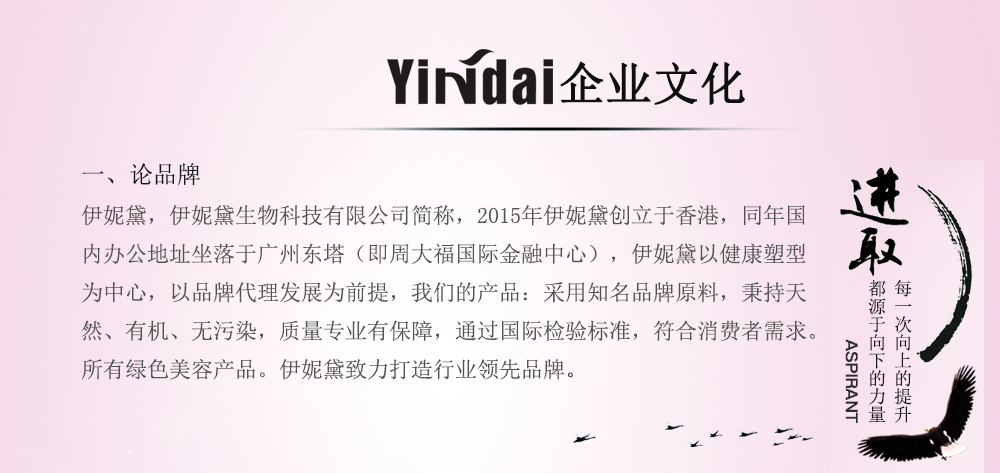 Yindai企业文化
一、论品牌
伊妮黛，伊妮黛生物科技有限公司简称，2015年伊妮黛创立于香港，同年国
内办公地址坐落于广州东塔（即周大福国际金融中心），伊妮黛以健康塑型
为中心，以品牌代理发展为前提，我们的产品：采用知名品牌原料，秉持天
然、有机、无污染，质量专业有保障，通过国际检验标准，符合消费者需求。
所有绿色美容产品。伊妮黛致力打造行业领先品牌。
进取
每一次向上的提升
都源于向下的力量
ASPIRANT